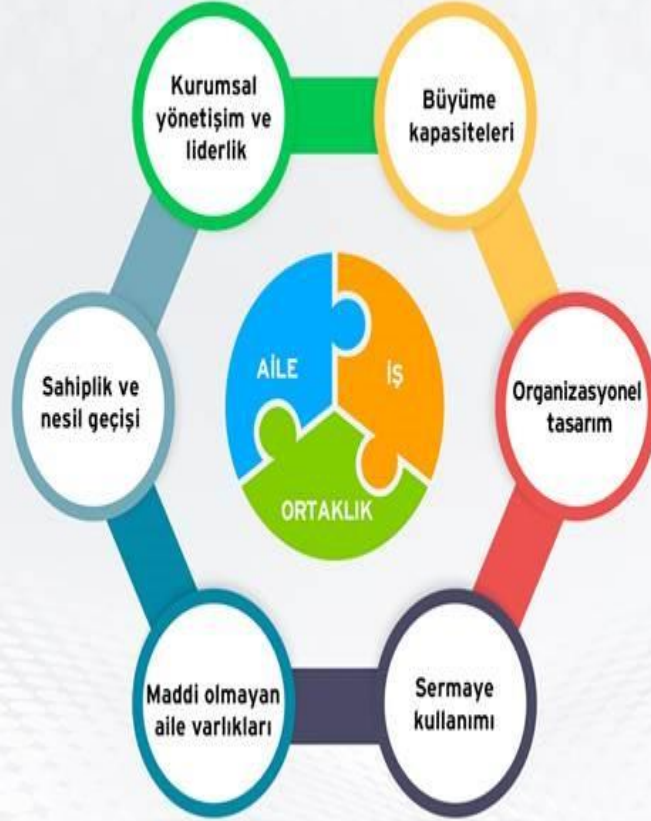 Kurumsal
yönetişim ve
liderlik
Büyüme
kapasiteleri
Sahiplik ve
nesil geçişi
AİLE
İŞ
ORTAKLIK
Organizasyonel
tasarım
Maddi olmayan
aile varlıkları
Sermaye
kullanımı